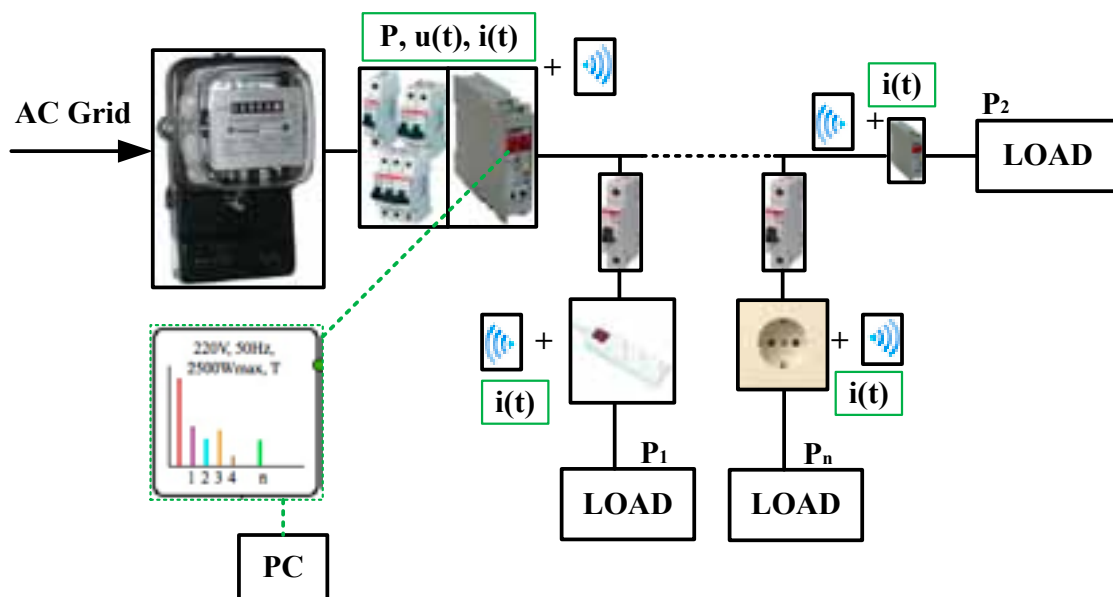 P, u(t), i(t)
+
AC Grid
+
i(t)
P2
LOAD
220V, 50Hz,
2500Wmax, T
1 2 3 4 n
+
i(t)
+
i(t)
P1
LOAD
Pn
LOAD
PC